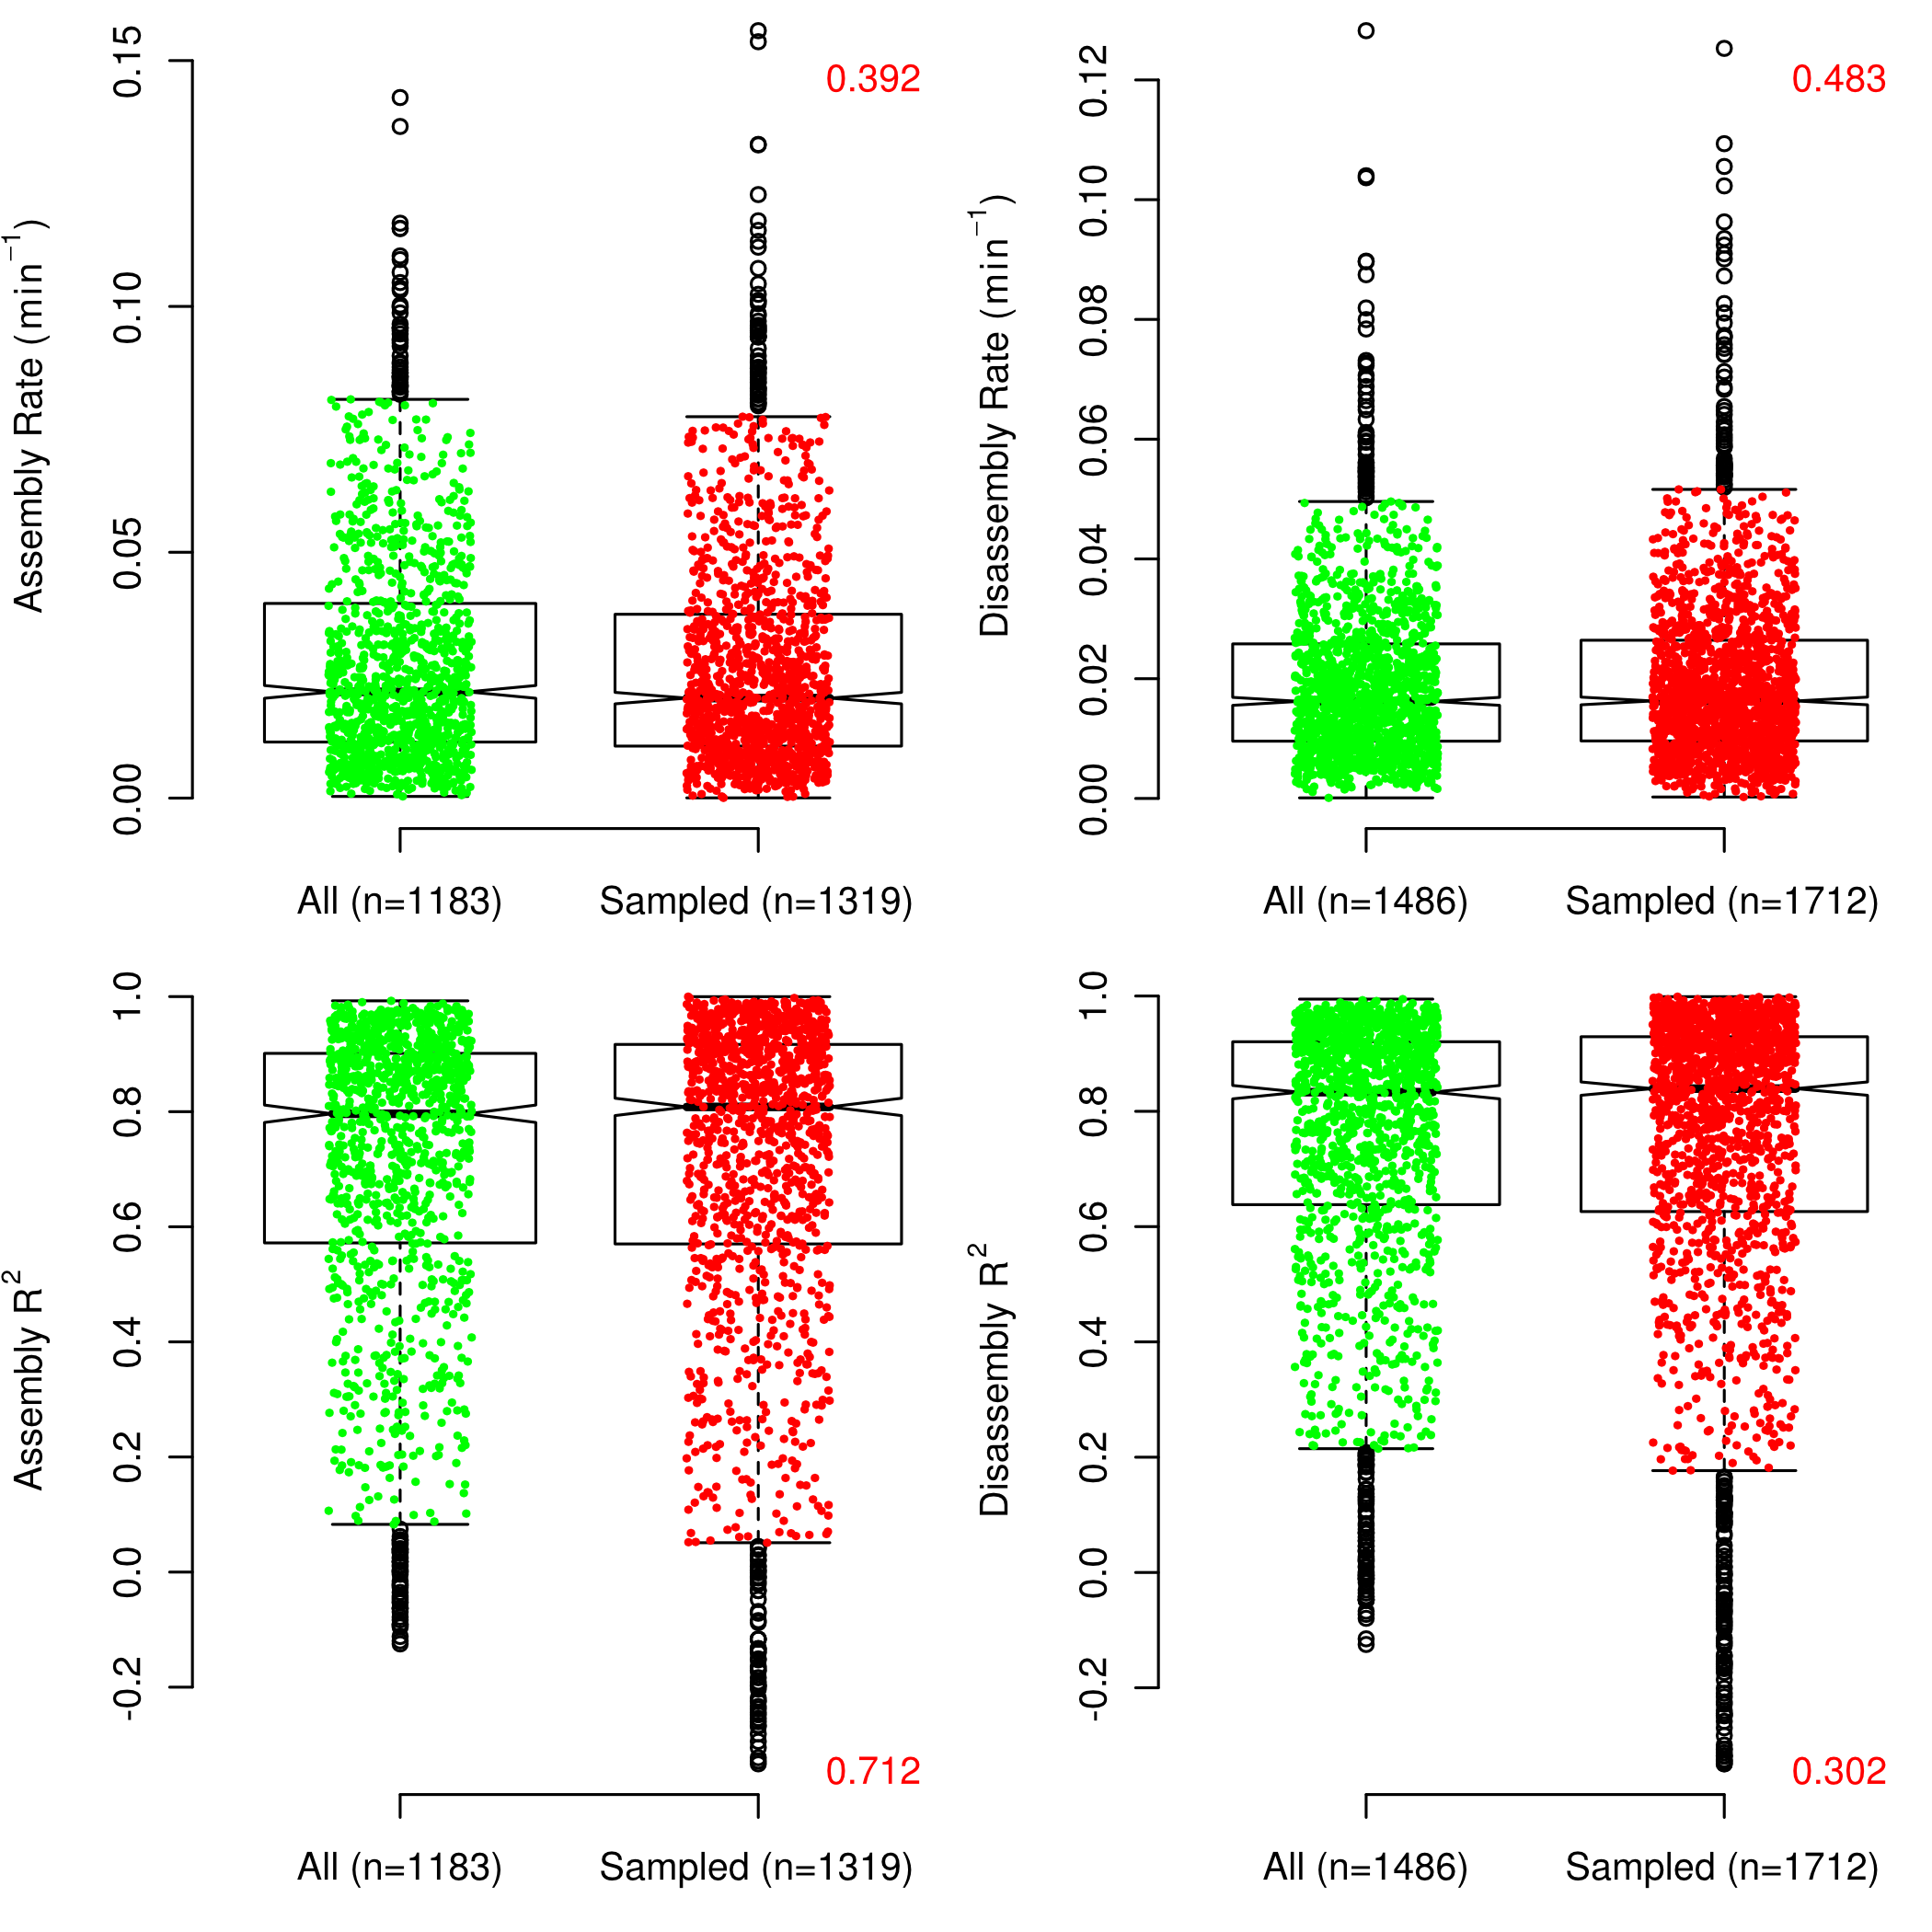 Assembly Rate (min⁻¹)
0.15
0.10
0.05
0.00
0.392
All (n=1183)
Sampled (n=1319)
Disassembly Rate (min⁻¹)
0.12
0.10
0.08
0.06
0.04
0.02
0.00
0.483
All (n=1486)
Sampled (n=1712)
Assembly R²
1.0
0.8
0.6
0.4
0.2
0.0
-0.2
0.712
All (n=1183)
Sampled (n=1319)
Disassembly R²
1.0
0.8
0.6
0.4
0.2
0.0
-0.2
0.302
All (n=1486)
Sampled (n=1712)